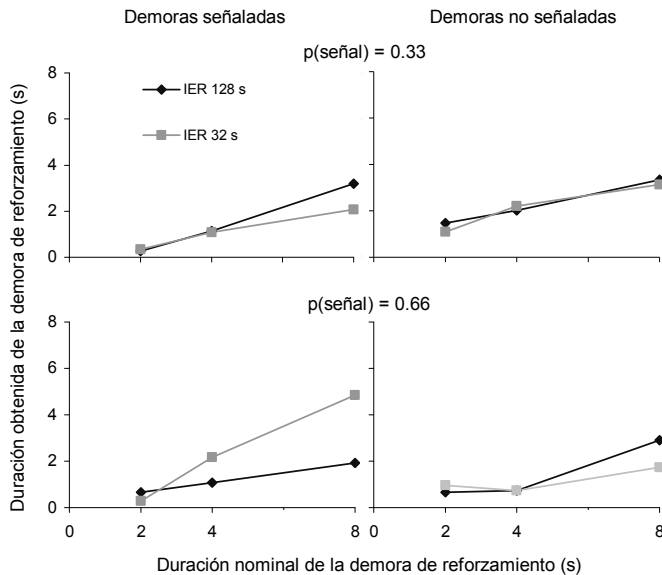 Demoras señaladas
Demoras no señaladas
p(señal) = 0.33
Duración obtenida de la demora de reforzamiento (s)
8
6
4
2
0
IER 128 s
IER 32 s
p(señal) = 0.66
8
6
4
2
0
0 2 4 8 0 2 4 8
Duración nominal de la demora de reforzamiento (s)